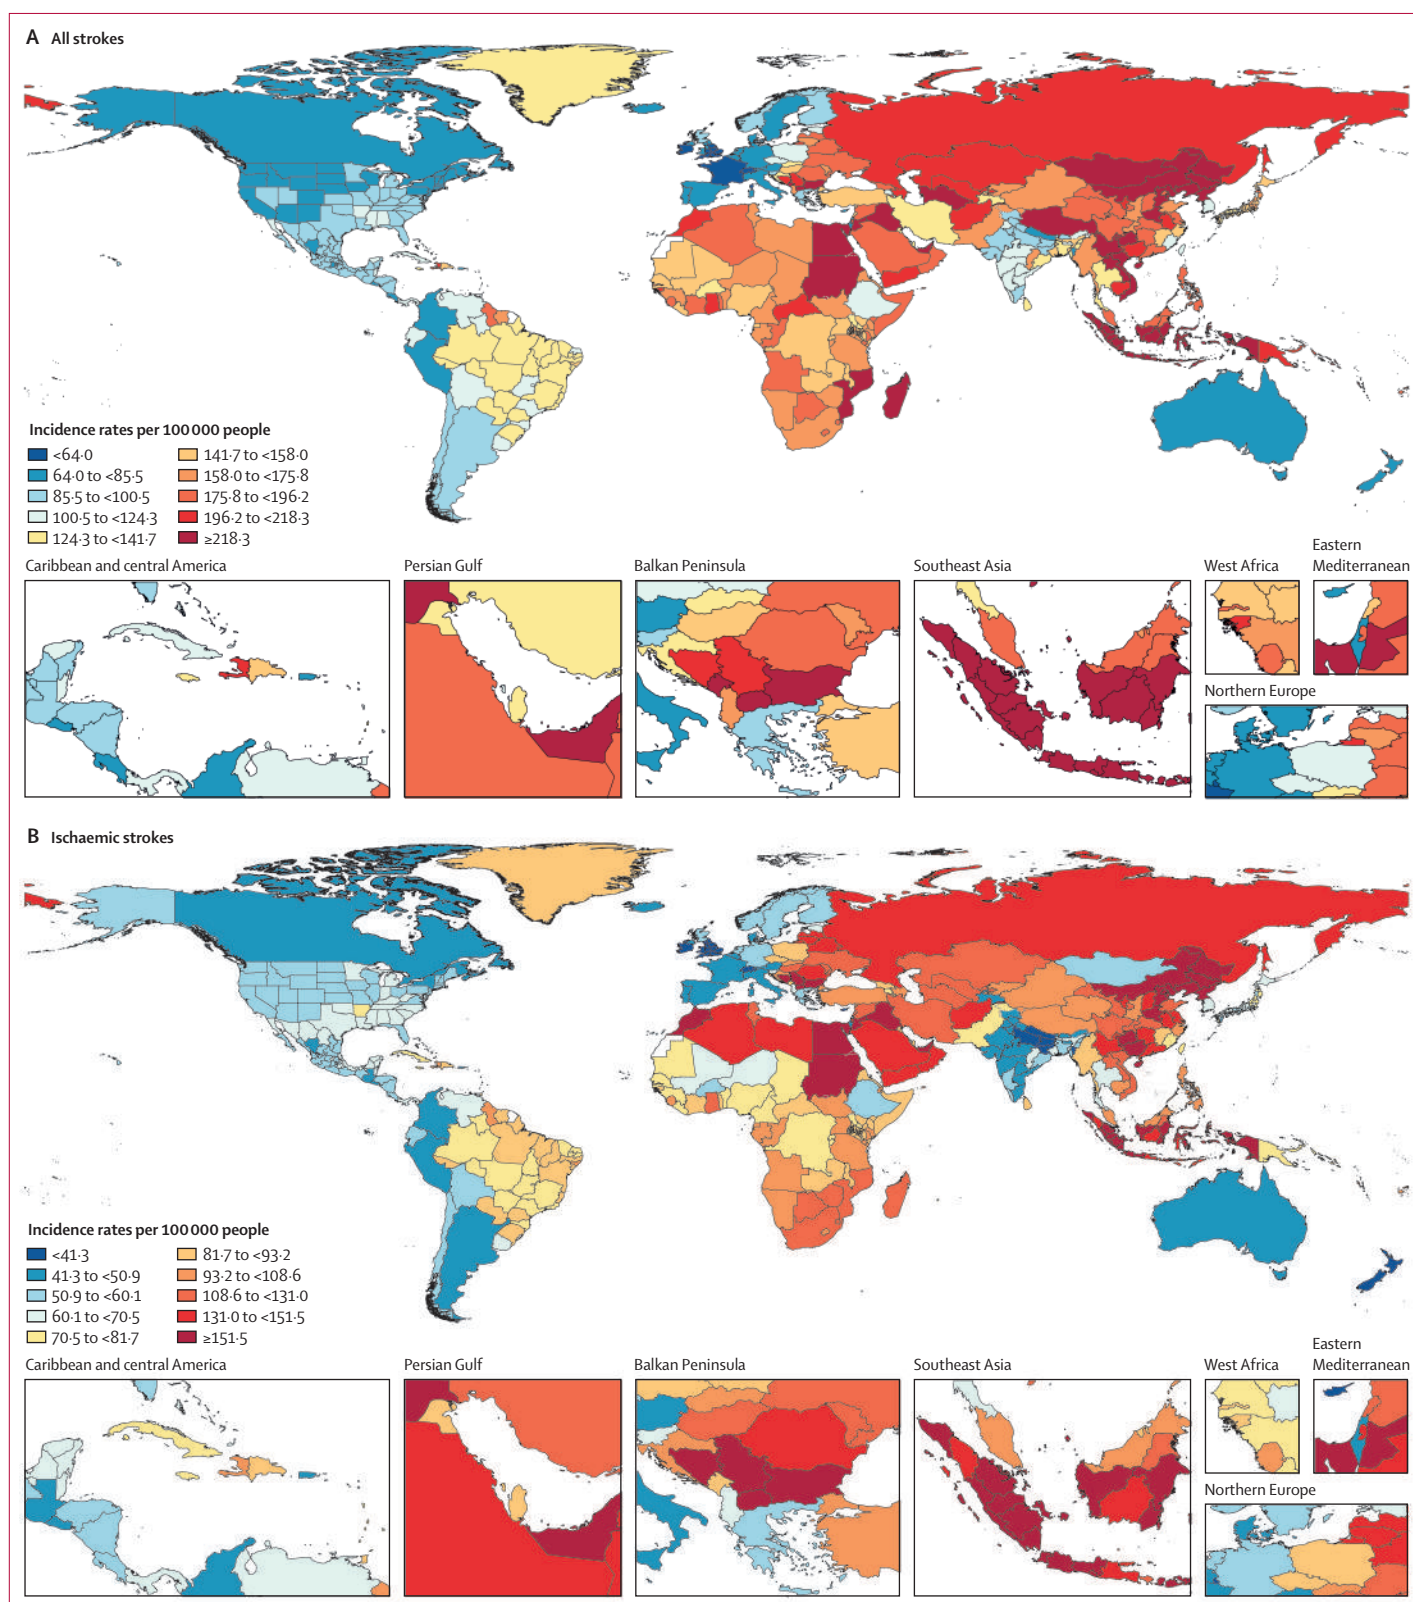 A All strokes
Incidence rates per 100 000 people
<64·0
64·0 to <85·5
85·5 to <100·5
100·5 to <124·3
124·3 to <141·7
141·7 to <158·0
158·0 to <175·8
175·8 to <196·2
196·2 to <218·3
≥218·3
Caribbean and central America
Persian Gulf
Balkan Peninsula
Southeast Asia
West Africa
Eastern
Mediterranean
Northern Europe
B Ischaemic strokes
Incidence rates per 100 000 people
<41·3
41·3 to <50·9
50·9 to <60·1
60·1 to <70·5
70·5 to <81·7
81·7 to <93·2
93·2 to <108·6
108·6 to <131·0
131·0 to <151·5
≥151·5
Caribbean and central America
Persian Gulf
Balkan Peninsula
Southeast Asia
West Africa
Eastern
Mediterranean
Northern Europe